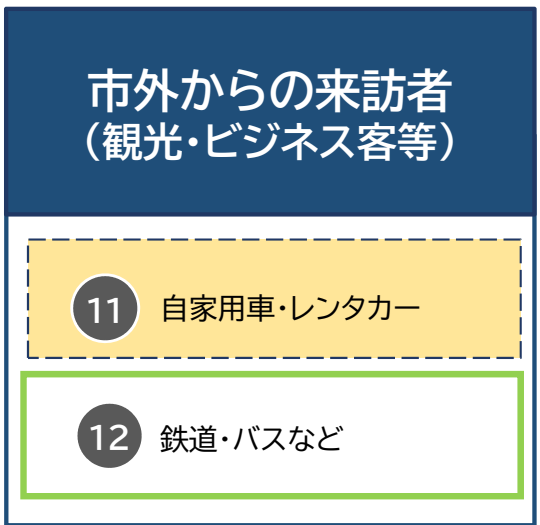 市外からの来訪者
（観光・ビジネス客等）
11 自家用車・レンタカー
12 鉄道・バスなど